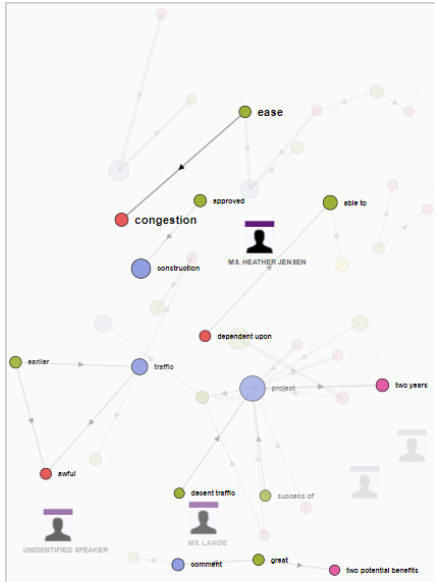 ease
congestion
approved
able to
construction
MS. HEATHER JENSEN
dependent upon
earlier
traffic
project
two years
awful
decent traffic
success of
UNIDENTIFIED SPEAKER
MS. LANGE
comment
great
two potential benefits